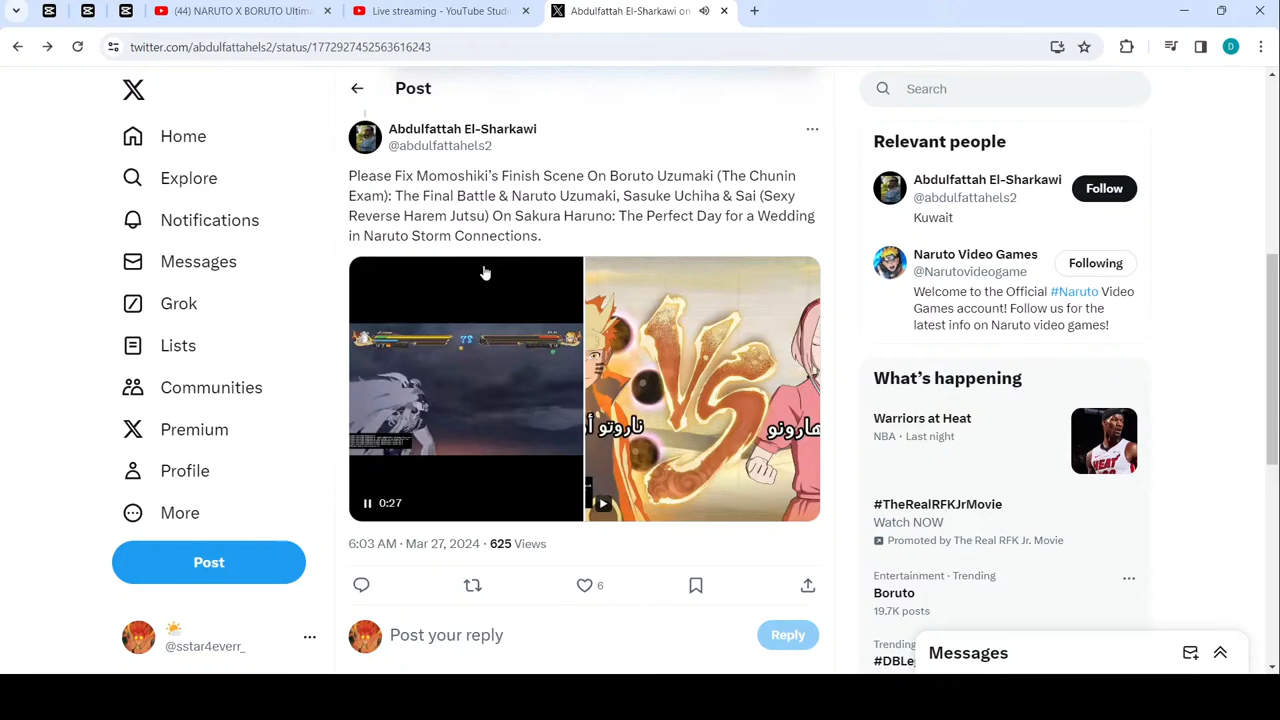 (44) NARUTO X BORUTO Ultima
Live streaming - YouTube Stud
Abdulfattah El-Sharkawi on
twitter.com/abdulfattahels2/status/1772927452563616243
D
Home
Explore
Notifications
Messages
Grok
Lists
Communities
Premium
Profile
More
Post
@sstar4everr_
Post
Abdulfattah El-Sharkawi
@abdulfattahels2
Please Fix Momoshiki's Finish Scene On Boruto Uzumaki (The Chunin
Exam): The Final Battle & Naruto Uzumaki, Sasuke Uchiha & Sai (Sexy
Reverse Harem Jutsu) On Sakura Haruno: The Perfect Day for a Wedding
in Naruto Storm Connections.
73
0:27
VS
ناروتو أو
هارونو
6:03 AM · Mar 27, 2024 · 625 Views
6
Post your reply
Reply
Search
Relevant people
Abdulfattah El-Sharkawi
@abdulfattahels2
Follow
Kuwait
Naruto Video Games
@Narutovideogame
Following
Welcome to the Official #Naruto Video
Games account! Follow us for the
latest info on Naruto video games!
What's happening
Warriors at Heat
NBA · Last night
#TheRealRFKJrMovie
Watch NOW
Promoted by The Real RFK Jr. Movie
Entertainment · Trending
Boruto
19.7K posts
Trending
#DBLe
Messages